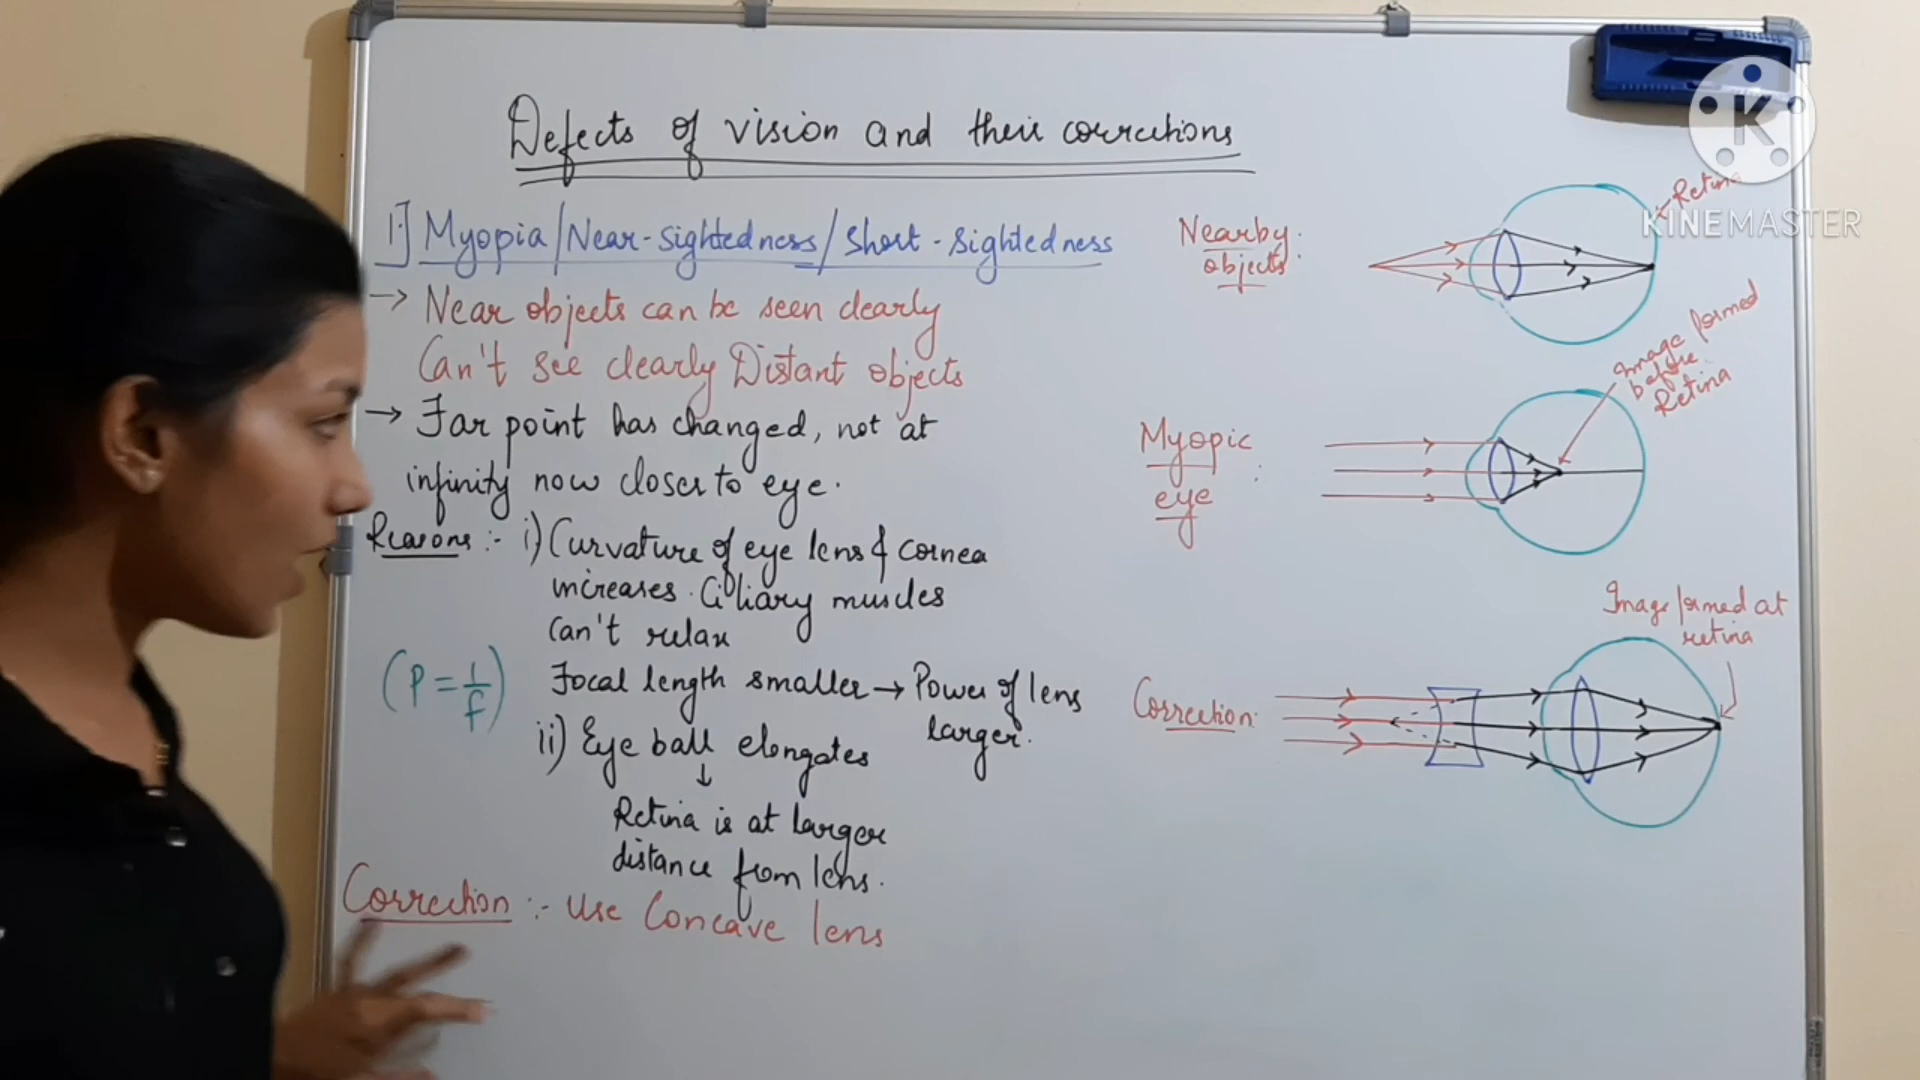 Defects of vision and their corrections
1.] Myopia/Near-sightedness/short-sightedness
→ Near objects can be seen clearly
Can't see clearly Distant objects
→ Far point has changed, not at
infinity now closer to eye.
Reasons :- i) Curvature of eye lens & cornea
increases. Ciliary muscles
can't relax
(P = 1/f)
Focal length smaller → Power of lens
larger.
ii) Eye ball elongates
↓
Retina is at larger
distance from lens.
Correction :- Use Concave lens
Nearby
objects :
Retina
Myopic
eye :
Image formed
before
Retina
Correction:
Image formed at
retina
K
KINEMASTER